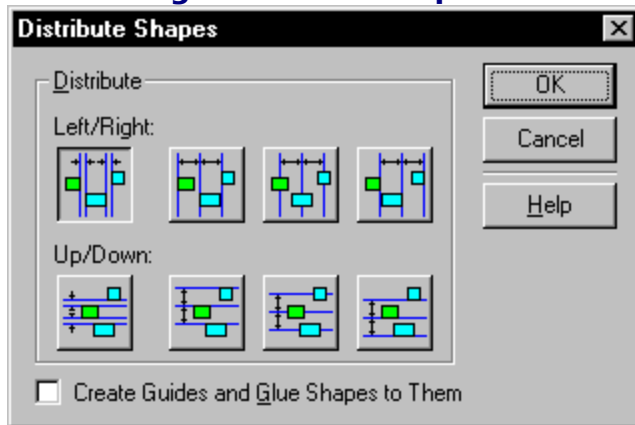 Distribute Shapes
Distribute
OK
Left/Right:
Cancel
Help
Up/Down:
Create Guides and Glue Shapes to Them